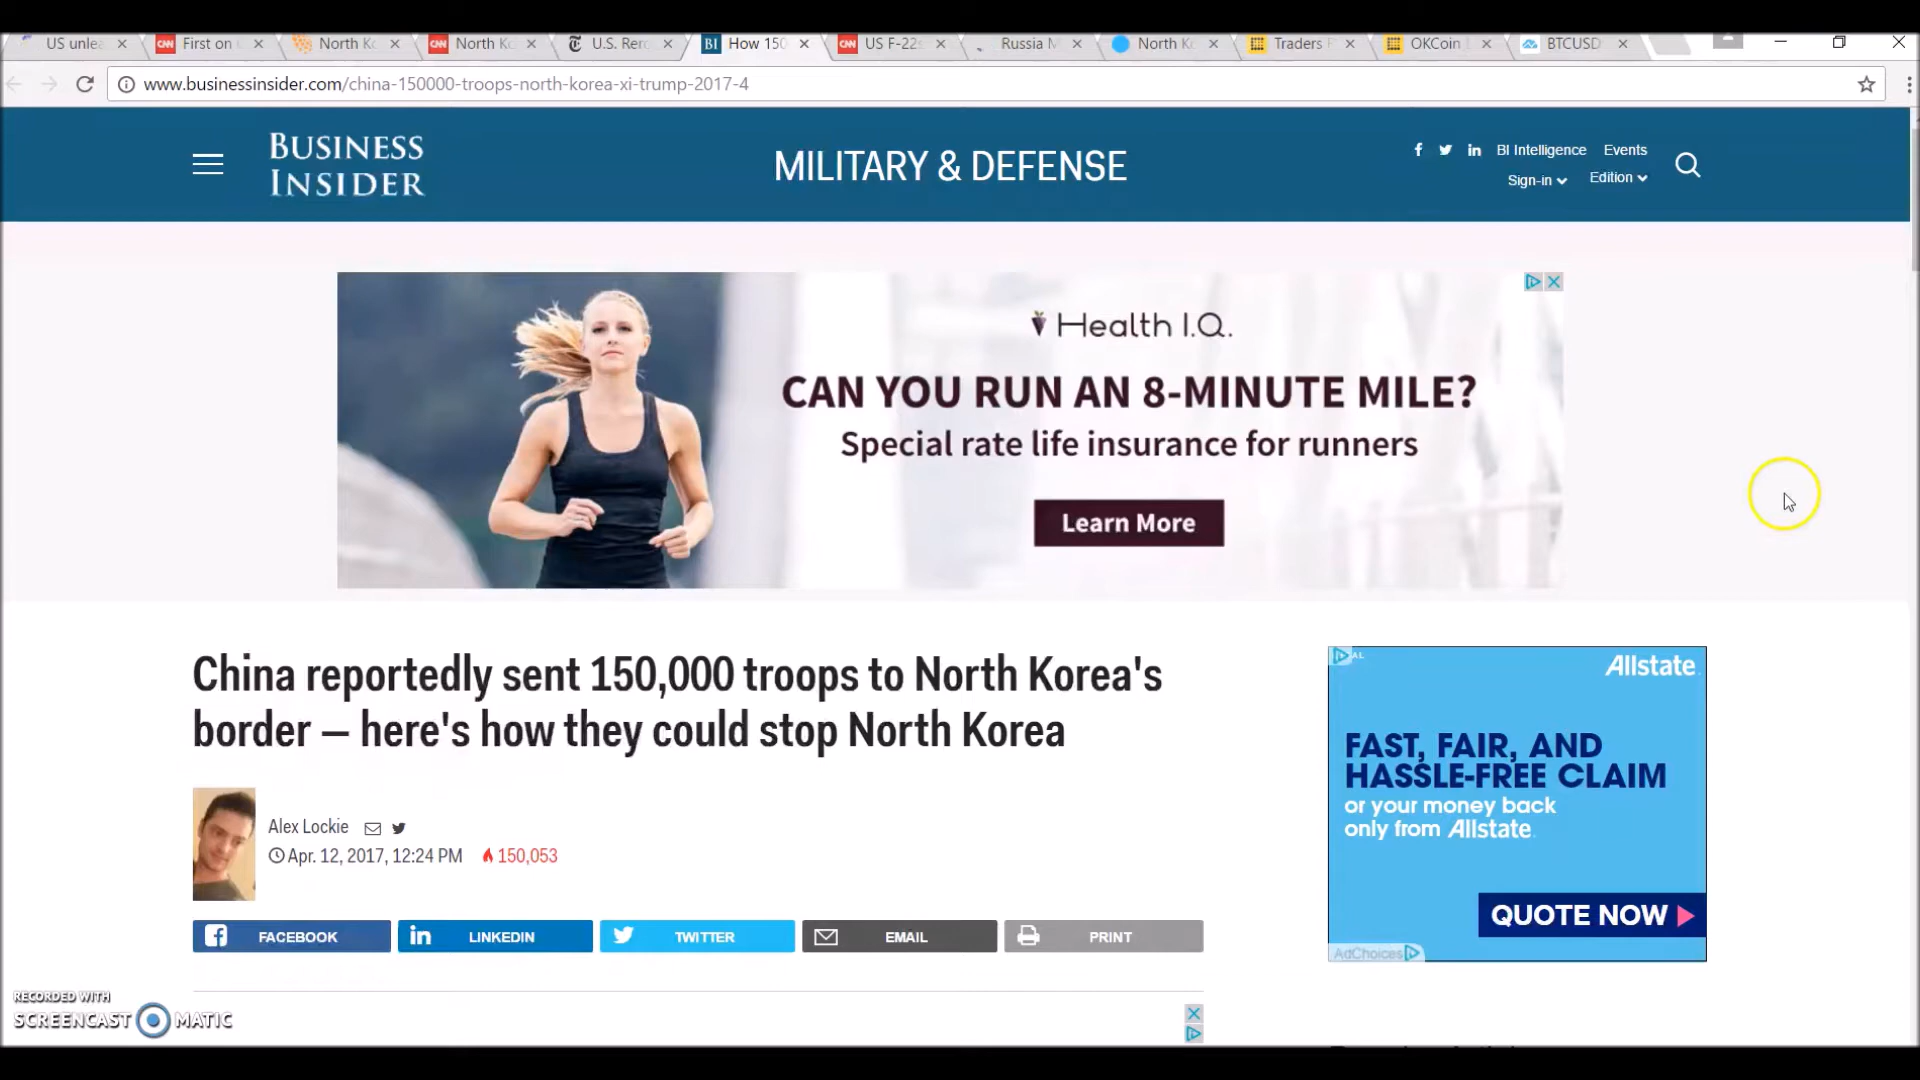 US unlea
First on
North Ko
North Ko
U.S. Rero
How 150
US F-22s
Russia M
North Ko
Traders
OKCoin
BTCUSD
www.businessinsider.com/china-150000-troops-north-korea-xi-trump-2017-4
BUSINESS
INSIDER
MILITARY & DEFENSE
BI Intelligence Events
Sign-in Edition
Health I.Q.
CAN YOU RUN AN 8-MINUTE MILE?
Special rate life insurance for runners
Learn More
China reportedly sent 150,000 troops to North Korea's
border — here's how they could stop North Korea
Alex Lockie
Apr. 12, 2017, 12:24 PM 150,053
FACEBOOK
LINKEDIN
TWITTER
EMAIL
PRINT
Allstate
FAST, FAIR, AND
HASSLE-FREE CLAIM
or your money back
only from Allstate.
QUOTE NOW
AdChoices
RECORDED WITH
SCREENCAST MATIC